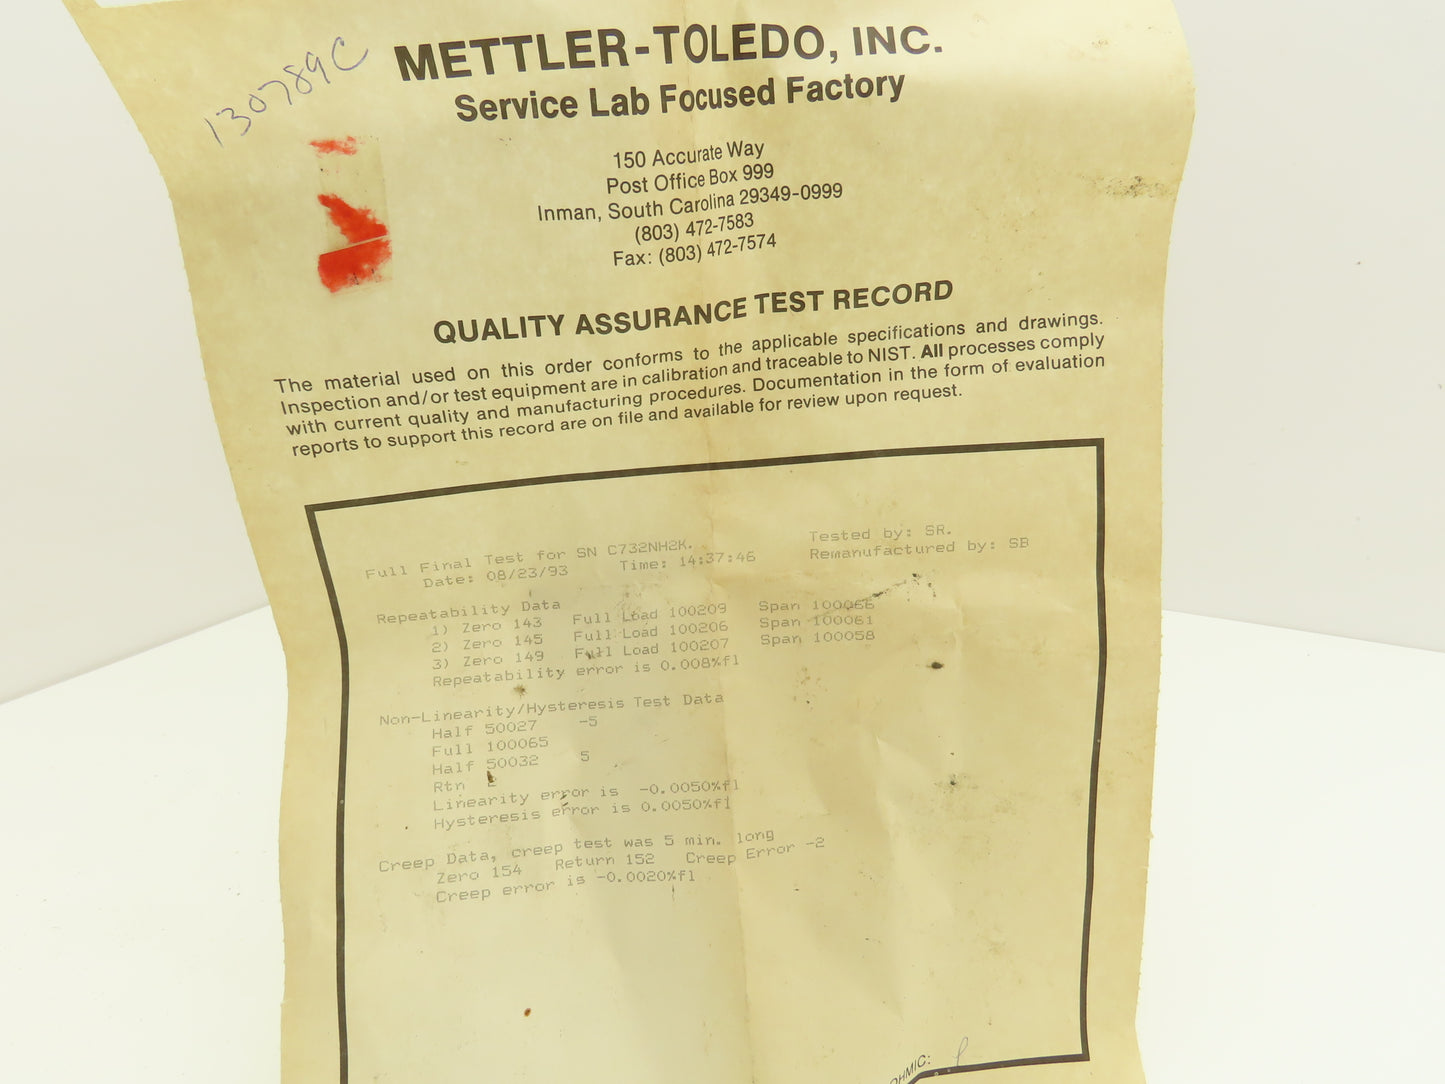 130789C
METTLER-TOLEDO, INC.
Service Lab Focused Factory
150 Accurate Way
Post Office Box 999
Inman, South Carolina 29349-0999
(803) 472-7583
Fax: (803) 472-7574
QUALITY ASSURANCE TEST RECORD
The material used on this order conforms to the applicable specifications and drawings.
Inspection and/or test equipment are in calibration and traceable to NIST. All processes comply
with current quality and manufacturing procedures. Documentation in the form of evaluation
reports to support this record are on file and available for review upon request.
Full Final Test for SN C732NH2K. Tested by: SR.
Date: 08/23/93 Time: 14:37:46 Remanufactured by: SB
Repeatability Data
1) Zero 143 Full Load 100209 Span 100066
2) Zero 145 Full Load 100206 Span 100061
3) Zero 149 Full Load 100207 Span 100058
Repeatability error is 0.008%fl
Non-Linearity/Hysteresis Test Data
Half 50027 -5
Full 100065
Half 50032 5
Rtn
Linearity error is -0.0050%fl
Hysteresis error is 0.0050%fl
Creep Data, creep test was 5 min. long
Zero 154 Return 152 Creep Error -2
Creep error is -0.0020%fl
OHMIC: